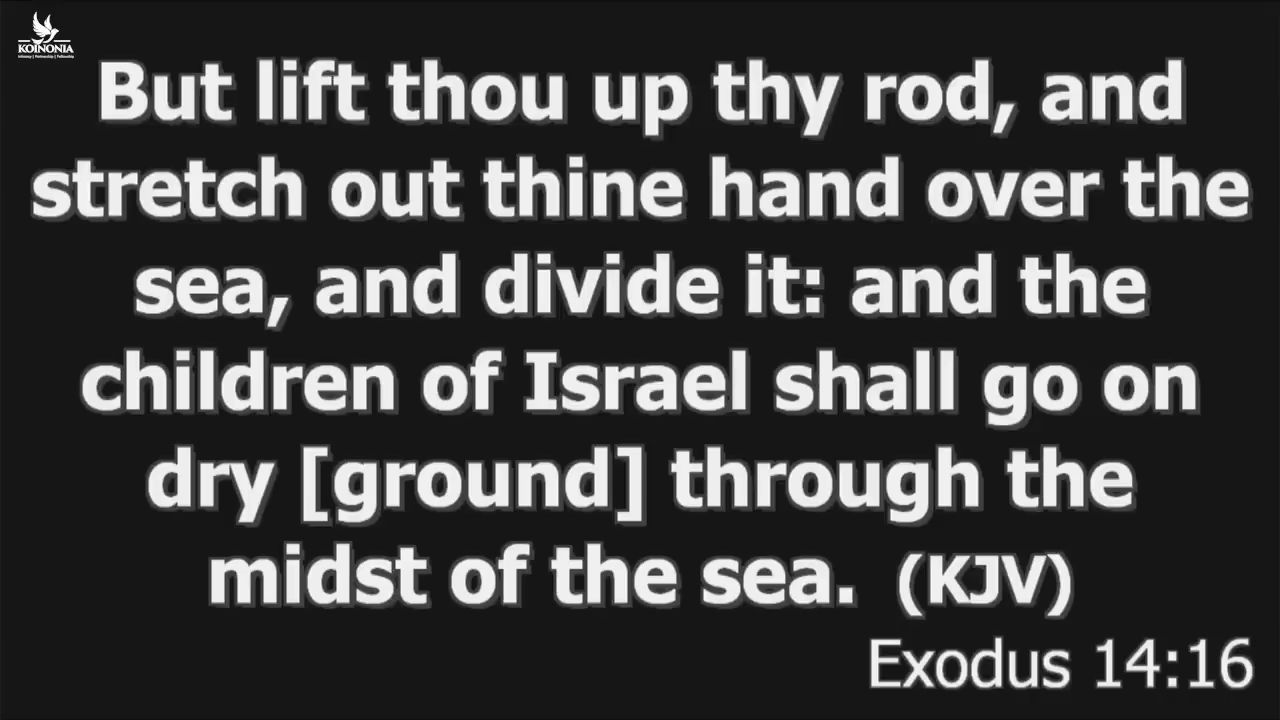 KOINONIA
But lift thou up thy rod, and
stretch out thine hand over the
sea, and divide it: and the
children of Israel shall go on
dry [ground] through the
midst of the sea. (KJV)
Exodus 14:16